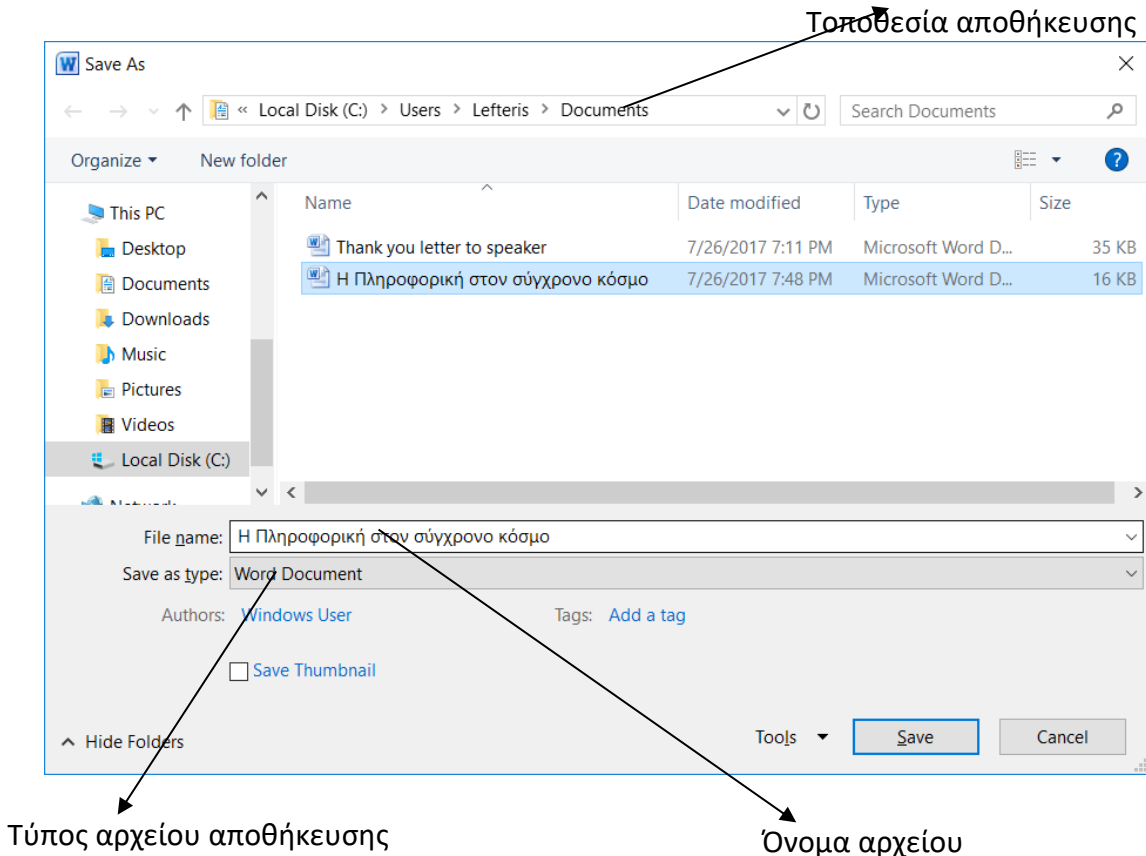 Τοποθεσία αποθήκευσης
Save As
« Local Disk (C:) > Users > Lefteris > Documents
Search Documents
Organize
New folder
Name Date modified Type Size
This PC
Desktop
Documents
Downloads
Music
Pictures
Videos
Local Disk (C:)
Network
Thank you letter to speaker 7/26/2017 7:11 PM Microsoft Word D... 35 KB
Η Πληροφορική στον σύγχρονο κόσμο 7/26/2017 7:48 PM Microsoft Word D... 16 KB
File name: Η Πληροφορική στον σύγχρονο κόσμο
Save as type: Word Document
Authors: Windows User Tags: Add a tag
Save Thumbnail
Hide Folders Tools Save Cancel
Τύπος αρχείου αποθήκευσης
Όνομα αρχείου